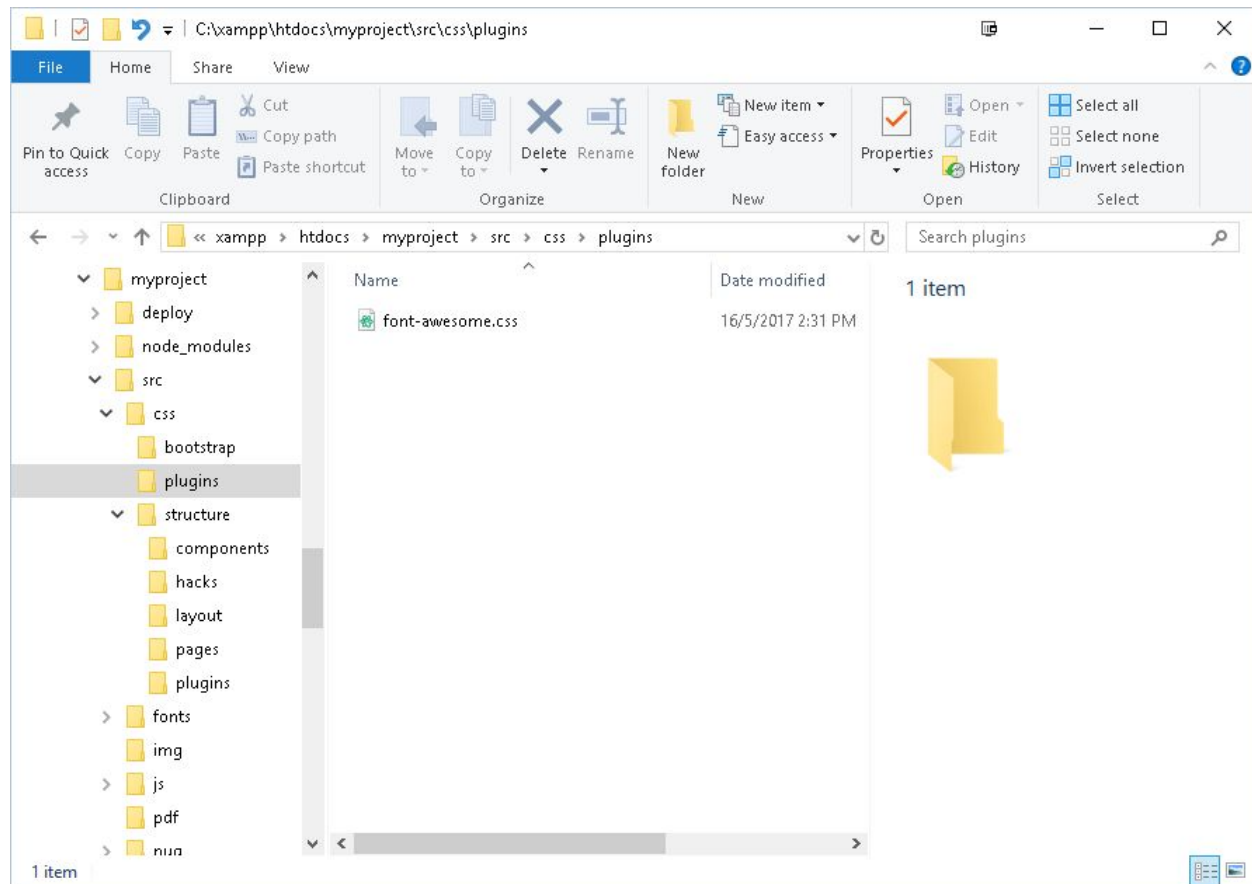 C:\xampp\htdocs\myproject\src\css\plugins
File Home Share View
Pin to Quick access
Copy
Paste
Cut
Copy path
Paste shortcut
Clipboard
Move to
Copy to
Delete
Rename
Organize
New folder
New item
Easy access
New
Properties
Open
Edit
History
Open
Select all
Select none
Invert selection
Select
« xampp > htdocs > myproject > src > css > plugins
Search plugins
myproject
deploy
node_modules
src
css
bootstrap
plugins
structure
components
hacks
layout
pages
plugins
fonts
img
js
pdf
Name
Date modified
font-awesome.css
16/5/2017 2:31 PM
1 item
1 item